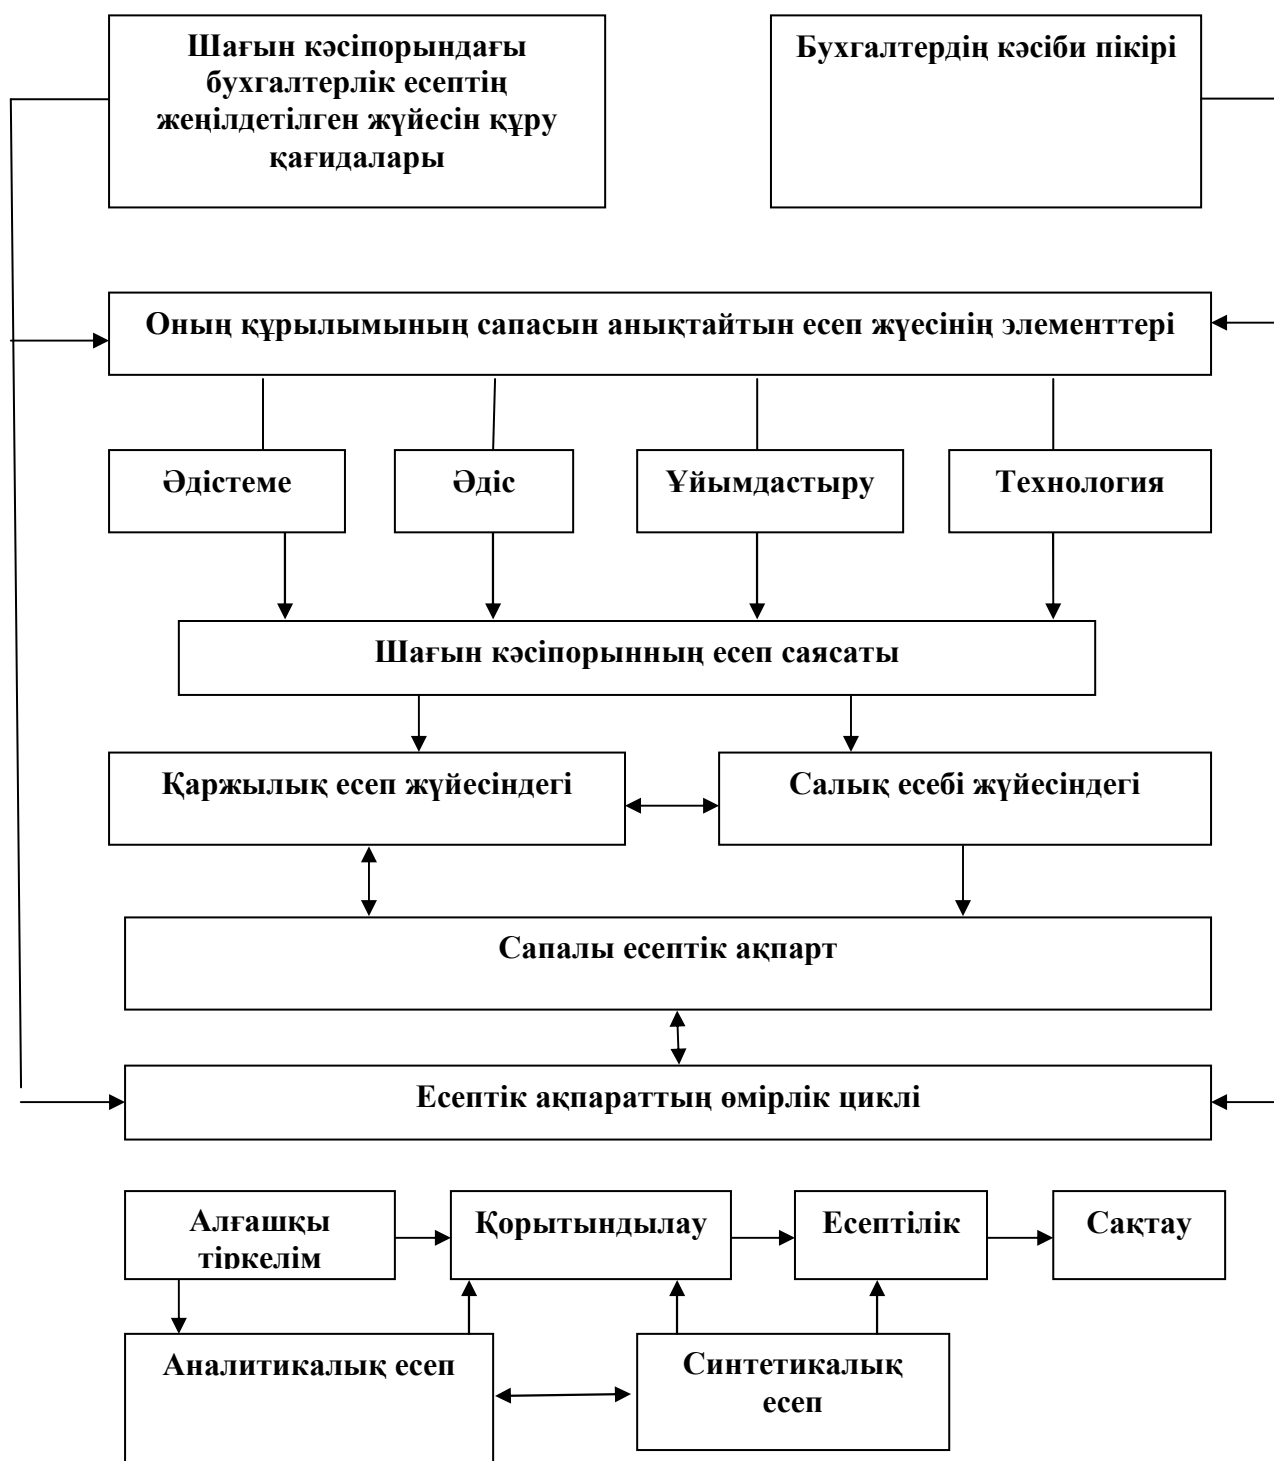 Шағын кәсіпорындағы
бухгалтерлік есептің
жеңілдетілген жүйесін құру
қағидалары
Бухгалтердің кәсіби пікірі
Оның құрылымының сапасын анықтайтын есеп жүесінің элементтері
Әдістеме
Әдіс
Ұйымдастыру
Технология
Шағын кәсіпорынның есеп саясаты
Қаржылық есеп жүйесіндегі
Салық есебі жүйесіндегі
Сапалы есептік ақпарт
Есептік ақпараттың өмірлік циклі
Алғашқы
тіркелім
Қорытындылау
Есептілік
Сақтау
Аналитикалық есеп
Синтетикалық
есеп